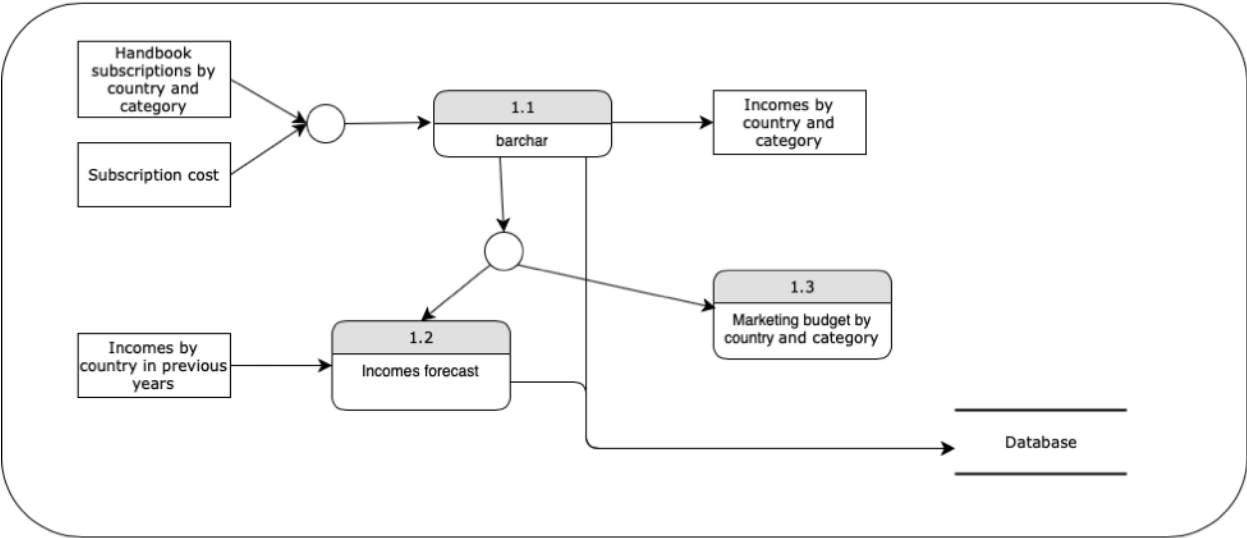 Handbook
subscriptions by
country and
category
Subscription cost
1.1
barchar
Incomes by
country and
category
1.3
Marketing budget by
country and category
Incomes by
country in previous
years
1.2
Incomes forecast
Database